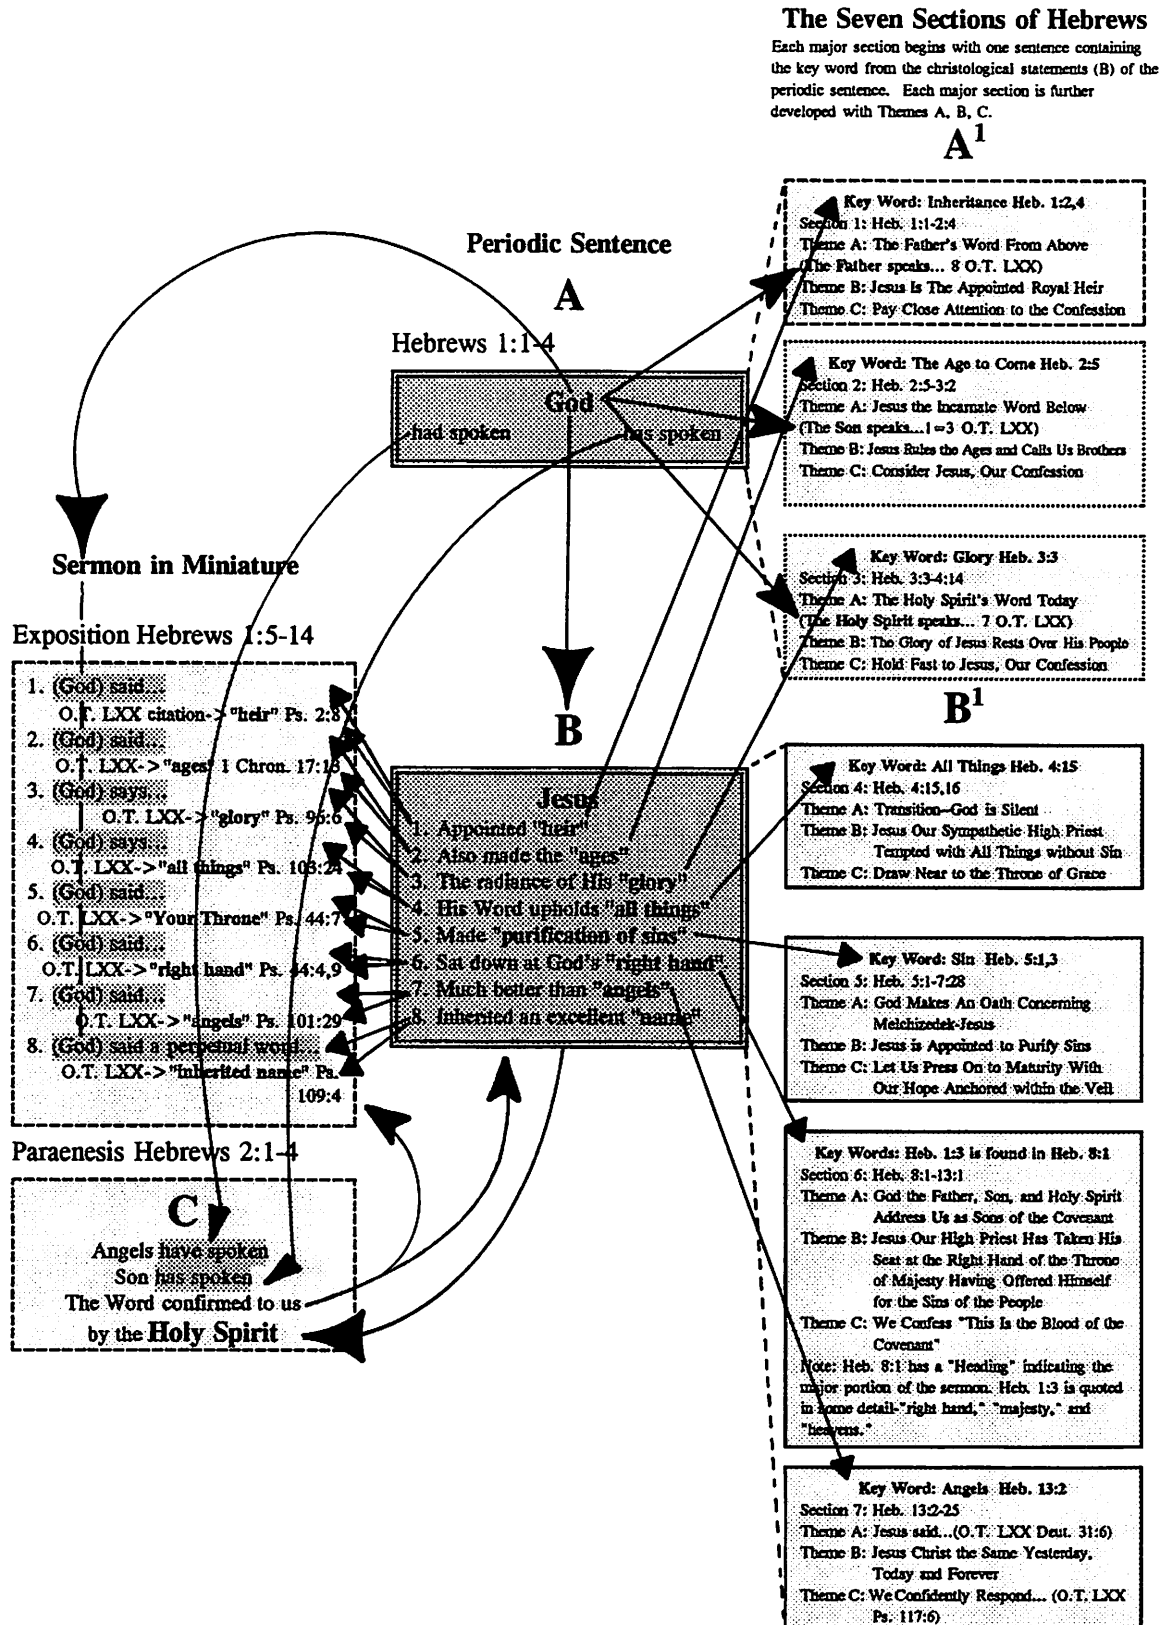 The Seven Sections of Hebrews
Each major section begins with one sentence containing
the key word from the christological statements (B) of the
periodic sentence. Each major section is further
developed with Themes A, B, C.
A¹
Key Word: Inheritance Heb. 1:2,4
Section 1: Heb. 1:1-2:4
Theme A: The Father's Word From Above
(The Father speaks... 8 O.T. LXX)
Theme B: Jesus Is The Appointed Royal Heir
Theme C: Pay Close Attention to the Confession
Key Word: The Age to Come Heb. 2:5
Section 2: Heb. 2:5-3:2
Theme A: Jesus the Incarnate Word Below
(The Son speaks...1=3 O.T. LXX)
Theme B: Jesus Rules the Ages and Calls Us Brothers
Theme C: Consider Jesus, Our Confession
Key Word: Glory Heb. 3:3
Section 3: Heb. 3:3-4:14
Theme A: The Holy Spirit's Word Today
(The Holy Spirit speaks... 7 O.T. LXX)
Theme B: The Glory of Jesus Rests Over His People
Theme C: Hold Fast to Jesus, Our Confession
B¹
Key Word: All Things Heb. 4:15
Section 4: Heb. 4:15,16
Theme A: Transition--God is Silent
Theme B: Jesus Our Sympathetic High Priest
Tempted with All Things without Sin
Theme C: Draw Near to the Throne of Grace
Key Word: Sin Heb. 5:1,3
Section 5: Heb. 5:1-7:28
Theme A: God Makes An Oath Concerning
Melchizedek-Jesus
Theme B: Jesus is Appointed to Purify Sins
Theme C: Let Us Press On to Maturity With
Our Hope Anchored within the Veil
Key Words: Heb. 1:3 is found in Heb. 8:1
Section 6: Heb. 8:1-13:1
Theme A: God the Father, Son, and Holy Spirit
Address Us as Sons of the Covenant
Theme B: Jesus Our High Priest Has Taken His
Seat at the Right Hand of the Throne
of Majesty Having Offered Himself
for the Sins of the People
Theme C: We Confess "This Is the Blood of the
Covenant"
Note: Heb. 8:1 has a "Heading" indicating the
major portion of the sermon. Heb. 1:3 is quoted
in some detail-"right hand," "majesty," and
"heavens."
Key Word: Angels Heb. 13:2
Section 7: Heb. 13:2-25
Theme A: Jesus said...(O.T. LXX Deut. 31:6)
Theme B: Jesus Christ the Same Yesterday,
Today and Forever
Theme C: We Confidently Respond... (O.T. LXX
Ps. 117:6)
Periodic Sentence
A
Hebrews 1:1-4
God
had spoken has spoken
B
Jesus
1. Appointed "heir"
2. Also made the "ages"
3. The radiance of His "glory"
4. His Word upholds "all things"
5. Made "purification of sins"
6. Sat down at God's "right hand"
7. Much better than "angels"
8. Inherited an excellent "name"
Sermon in Miniature
Exposition Hebrews 1:5-14
1. (God) said...
O.T. LXX citation-> "heir" Ps. 2:8
2. (God) said...
O.T. LXX-> "ages" 1 Chron. 17:16
3. (God) says...
O.T. LXX-> "glory" Ps. 96:6
4. (God) says...
O.T. LXX-> "all things" Ps. 103:24
5. (God) said...
O.T. LXX-> "Your Throne" Ps. 44:7
6. (God) said...
O.T. LXX-> "right hand" Ps. 44:4,9
7. (God) said...
O.T. LXX-> "angels" Ps. 101:29
8. (God) said a perpetual word...
O.T. LXX-> "inherited name" Ps.
109:4
Paraenesis Hebrews 2:1-4
C
Angels have spoken
Son has spoken
The Word confirmed to us
by the Holy Spirit